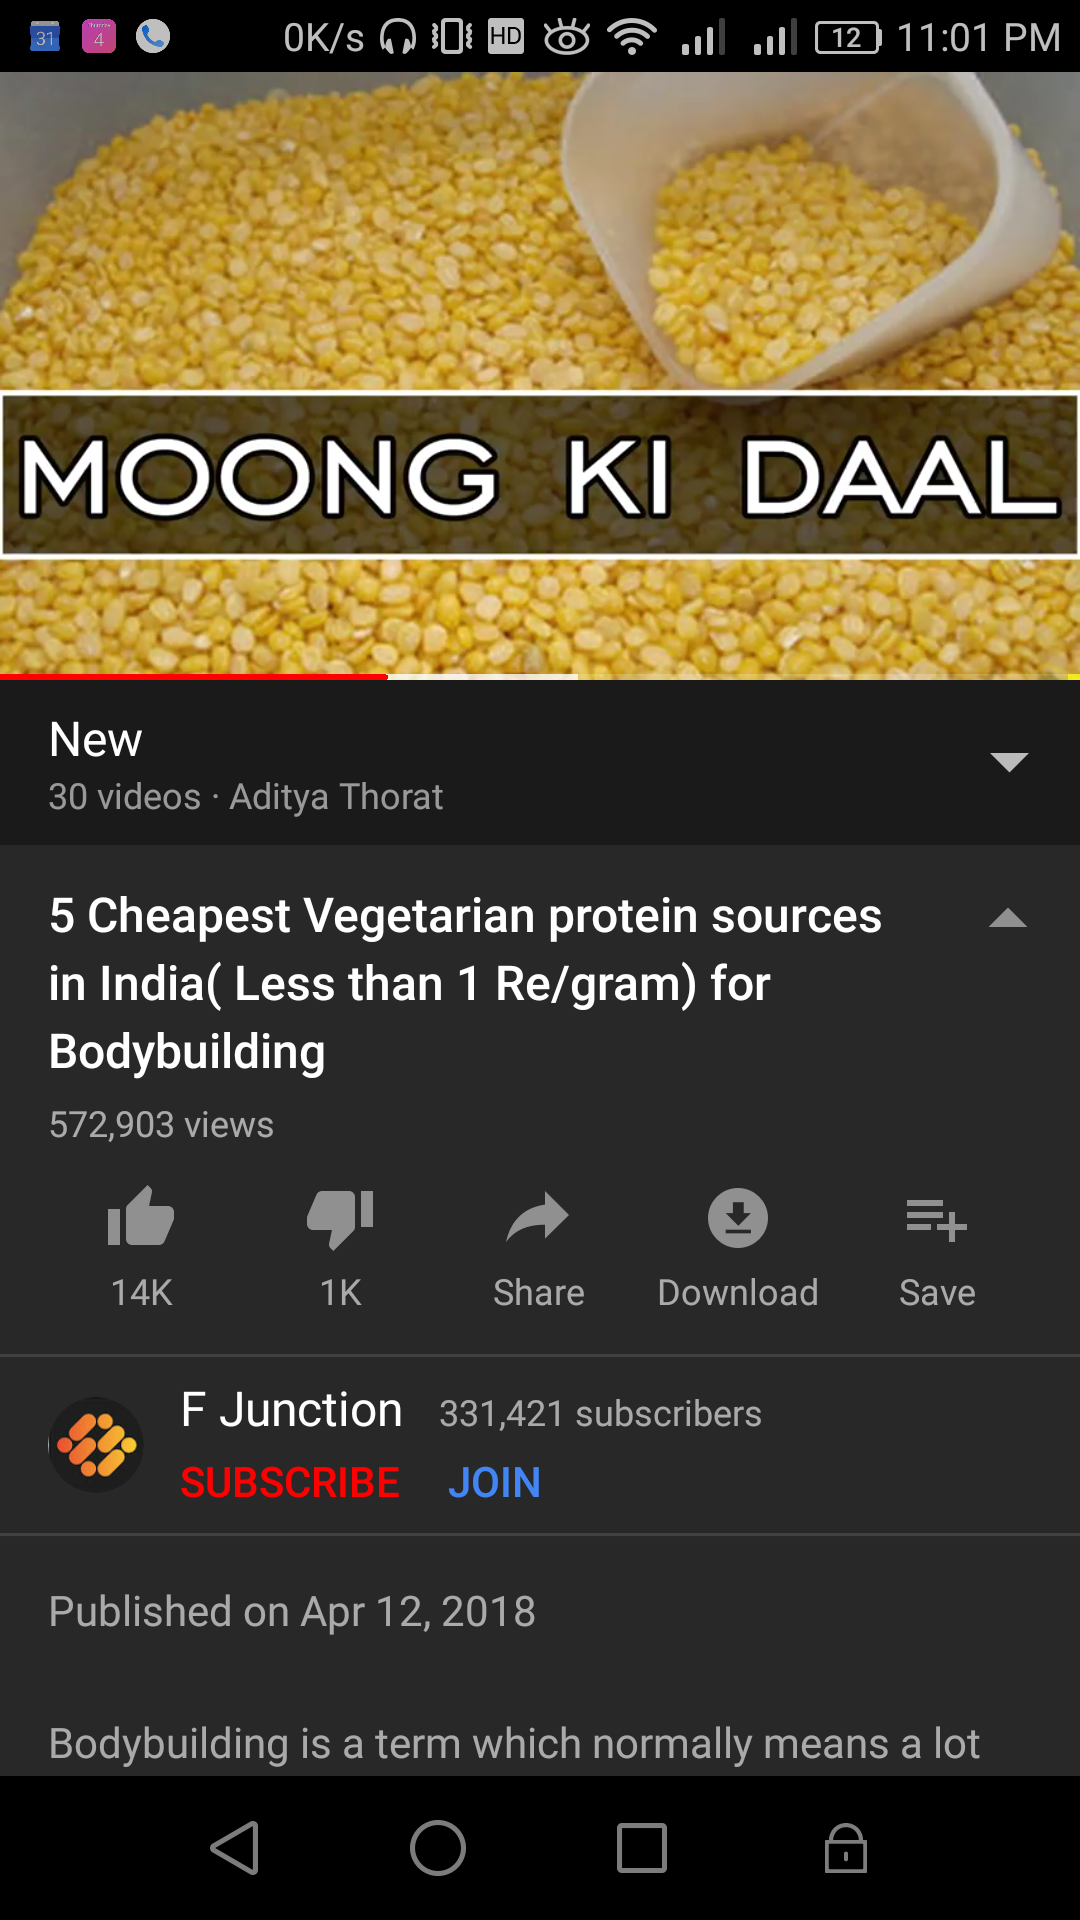 31
4
0K/s HD 12 11:01 PM
MOONG KI DAAL
New
30 videos · Aditya Thorat
5 Cheapest Vegetarian protein sources
in India( Less than 1 Re/gram) for
Bodybuilding
572,903 views
14K 1K Share Download Save
F Junction 331,421 subscribers
SUBSCRIBE JOIN
Published on Apr 12, 2018
Bodybuilding is a term which normally means a lot